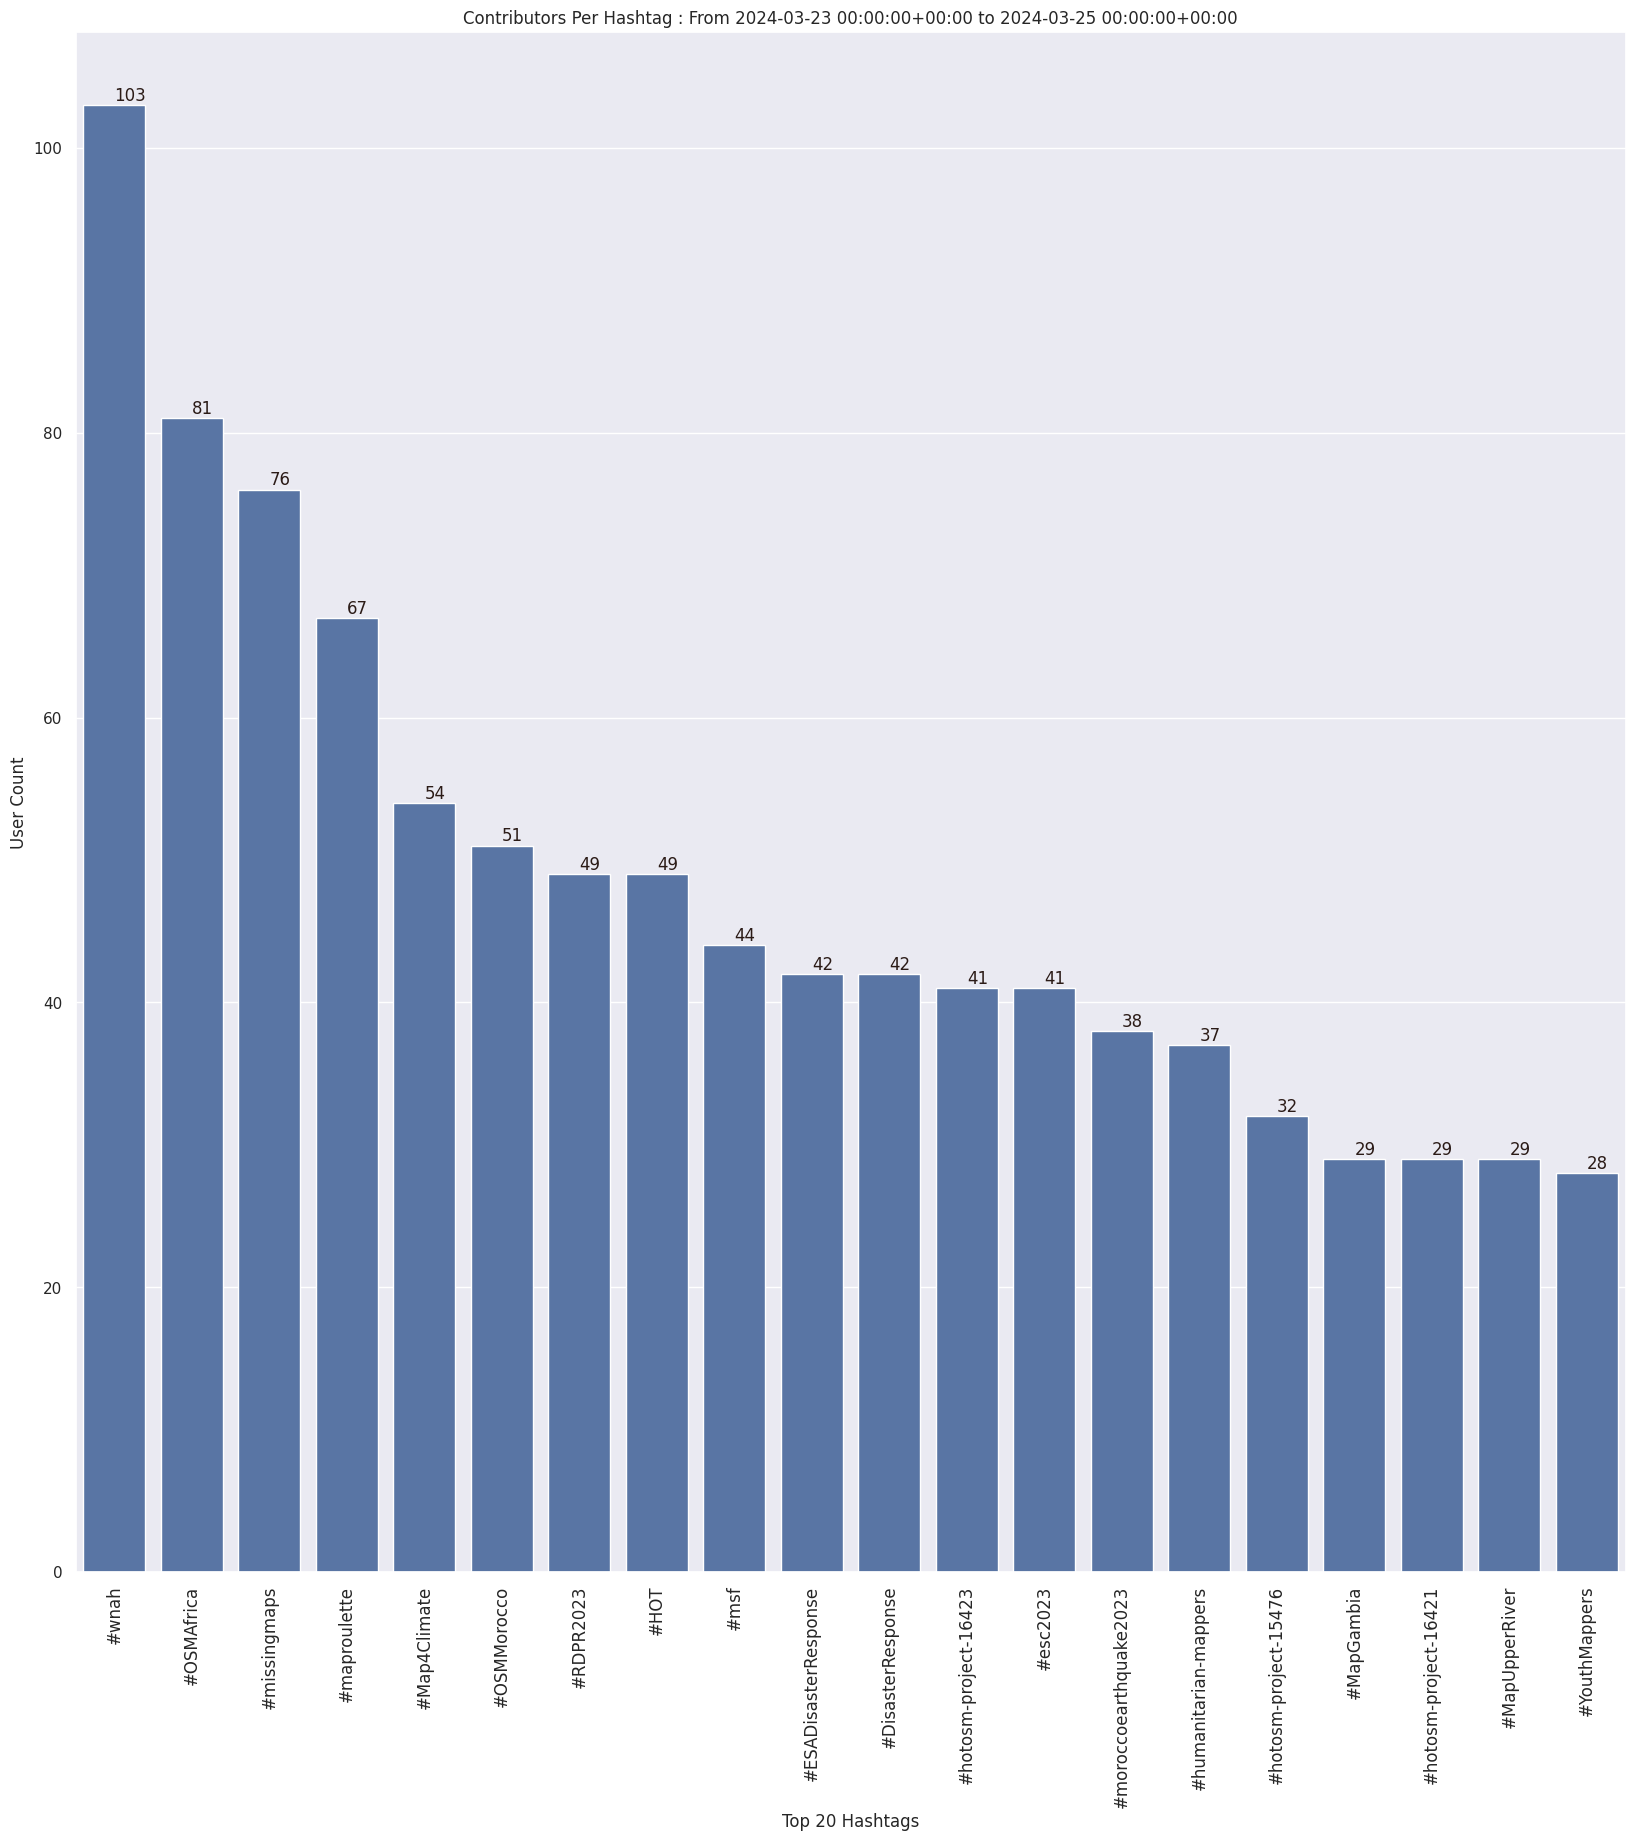 Contributors Per Hashtag : From 2024-03-23 00:00:00+00:00 to 2024-03-25 00:00:00+00:00
User Count
100
80
60
40
20
0
103
81
76
67
54
51
49
49
44
42
42
41
41
38
37
32
29
29
29
28
#wnah
#OSMAfrica
#missingmaps
#maproulette
#Map4Climate
#OSMMorocco
#RDPR2023
#HOT
#msf
#ESADisasterResponse
#DisasterResponse
#hotosm-project-16423
#esc2023
#moroccoearthquake2023
#humanitarian-mappers
#hotosm-project-15476
#MapGambia
#hotosm-project-16421
#MapUpperRiver
#YouthMappers
Top 20 Hashtags